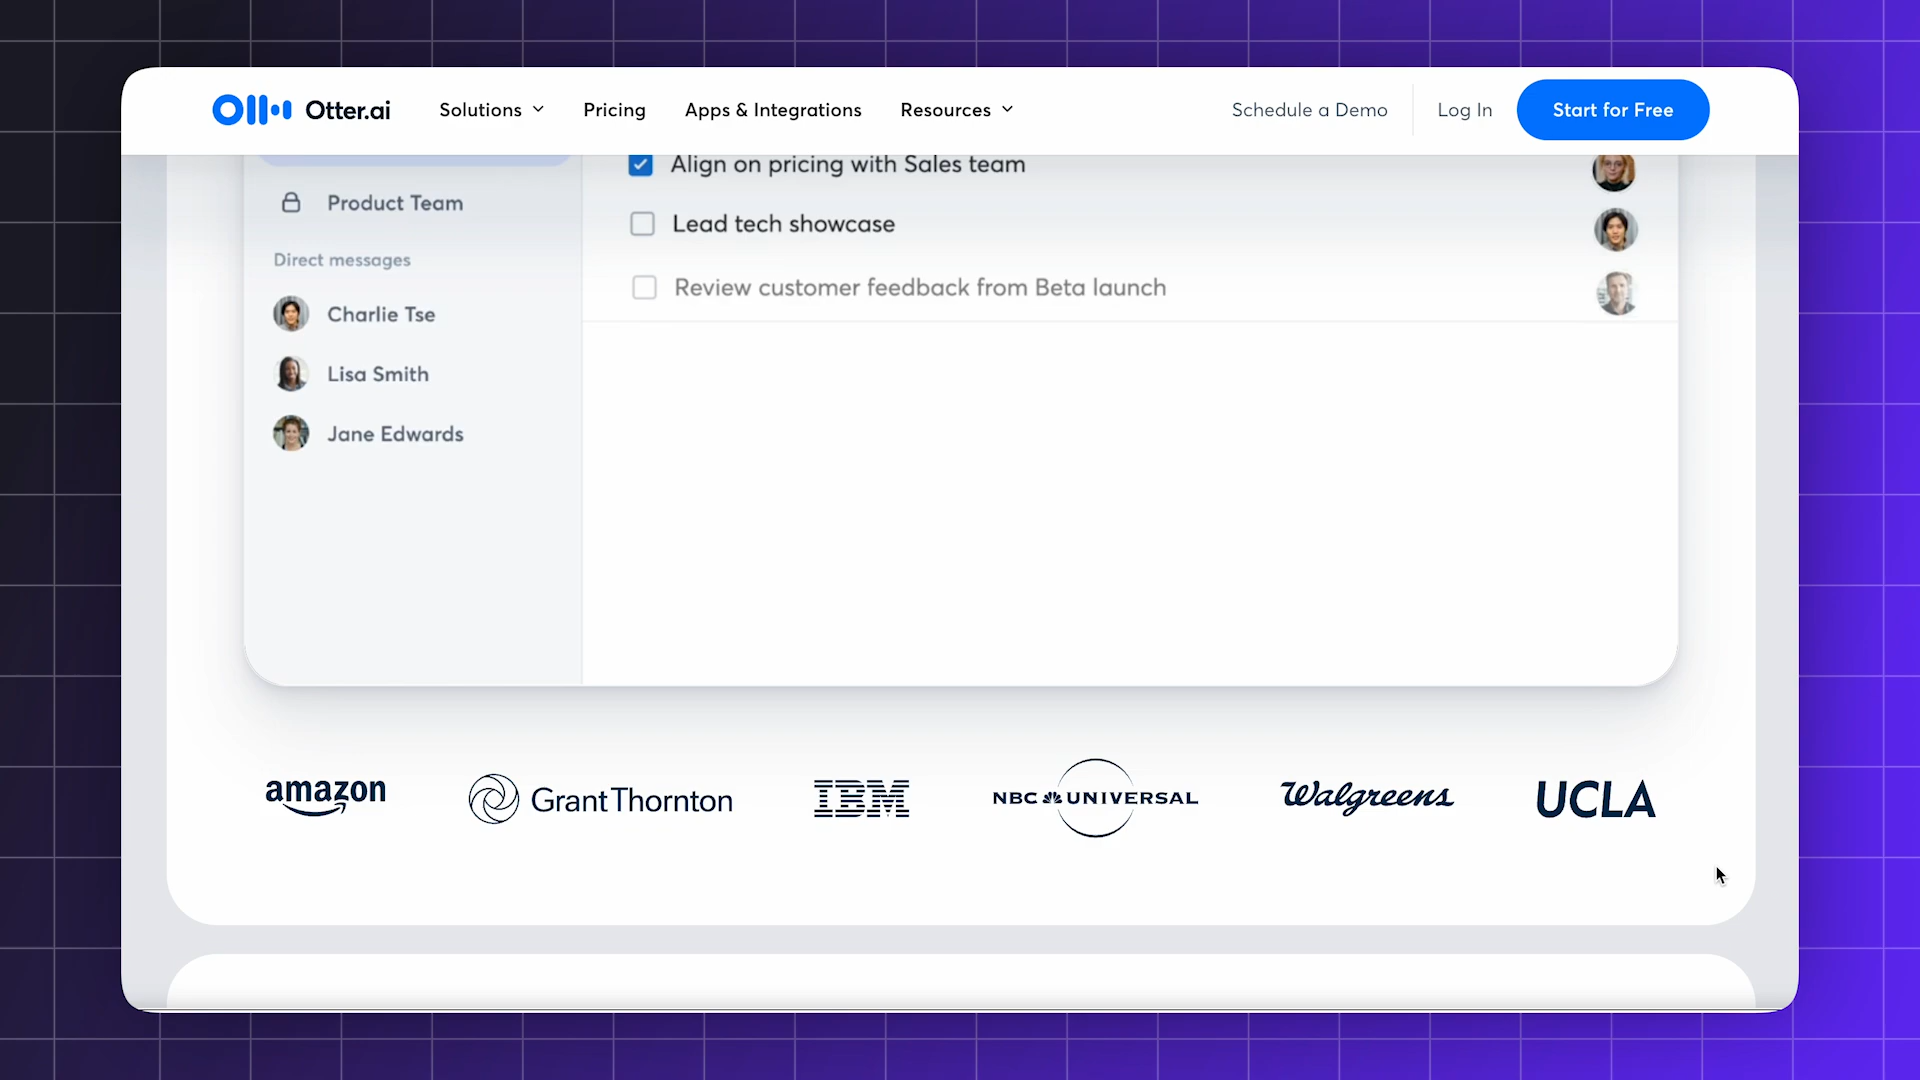 Otter.ai
Solutions
Pricing
Apps & Integrations
Resources
Schedule a Demo
Log In
Start for Free
Align on pricing with Sales team
Product Team
Lead tech showcase
Direct messages
Review customer feedback from Beta launch
Charlie Tse
Lisa Smith
Jane Edwards
amazon
GrantThornton
IBM
NBC UNIVERSAL
Walgreens
UCLA